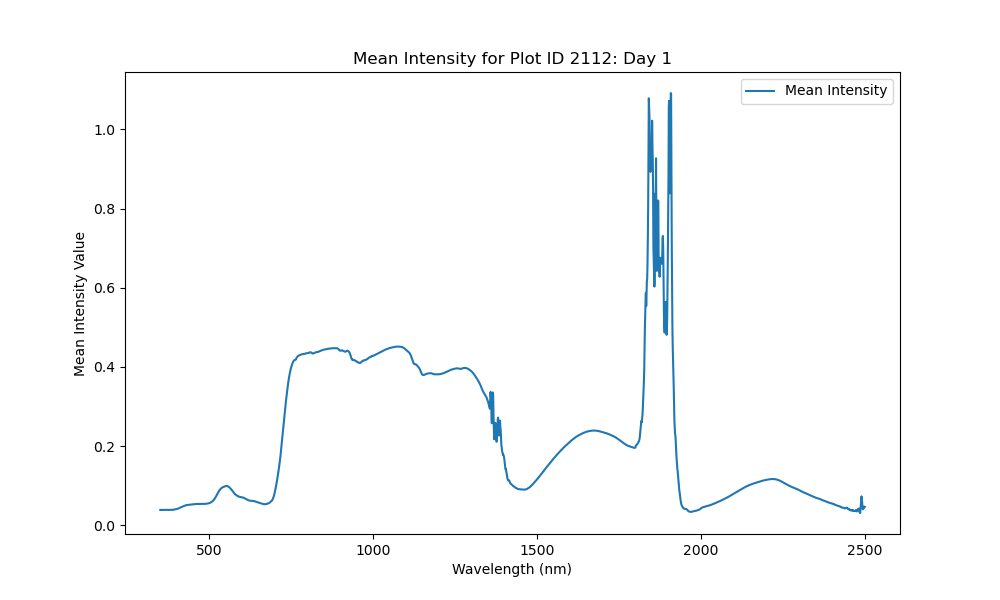 Mean Intensity for Plot ID 2112: Day 1
Mean Intensity
1.0
0.8
0.6
0.4
0.2
0.0
Mean Intensity Value
500
1000
1500
2000
2500
Wavelength (nm)